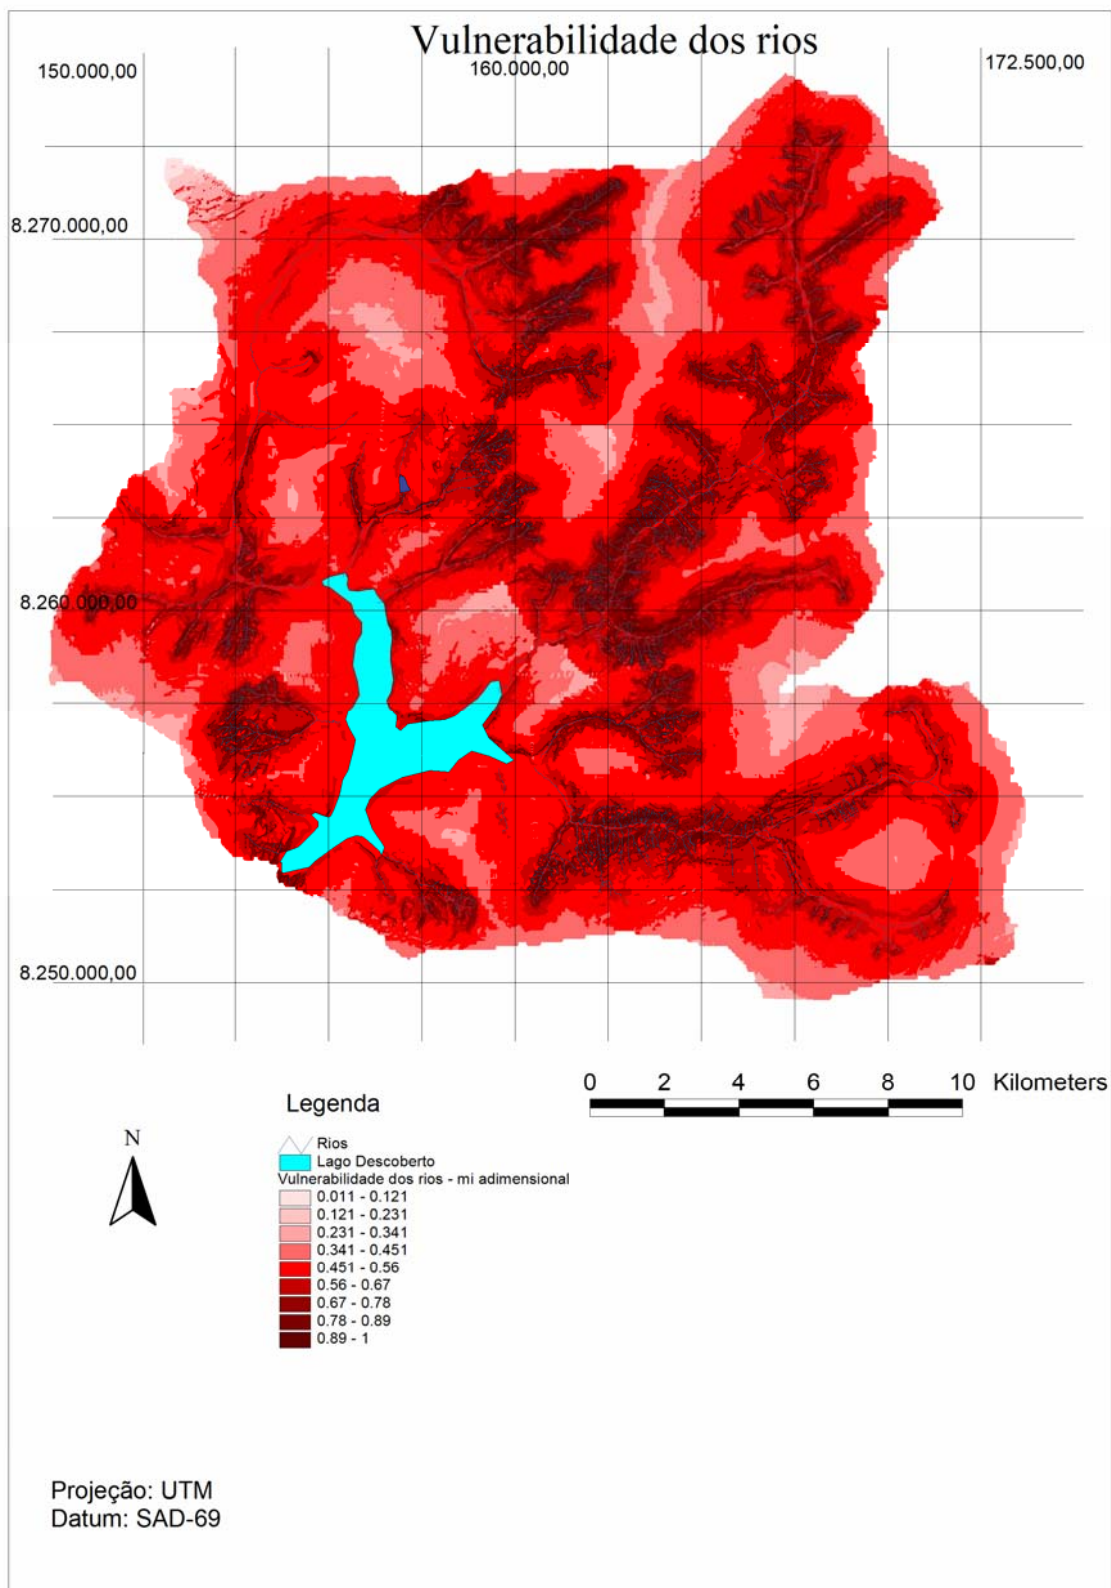 Vulnerabilidade dos rios
150.000,00
160.000,00
172.500,00
8.270.000,00
8.260.000,00
8.250.000,00
0 2 4 6 8 10 Kilometers
Legenda
N
Rios
Lago Descoberto
Vulnerabilidade dos rios - mi adimensional
0.011 - 0.121
0.121 - 0.231
0.231 - 0.341
0.341 - 0.451
0.451 - 0.56
0.56 - 0.67
0.67 - 0.78
0.78 - 0.89
0.89 - 1
Projeção: UTM
Datum: SAD-69